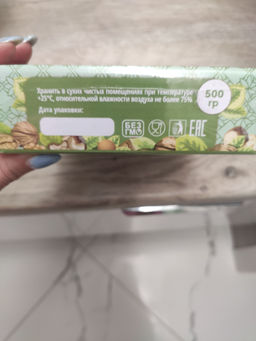 Хранить в сухих чистых помещениях при температуре
+25°С, относительной влажности воздуха не более 75%
Дата упаковки:
500
гр
БЕЗ
ГМО
ЕАС